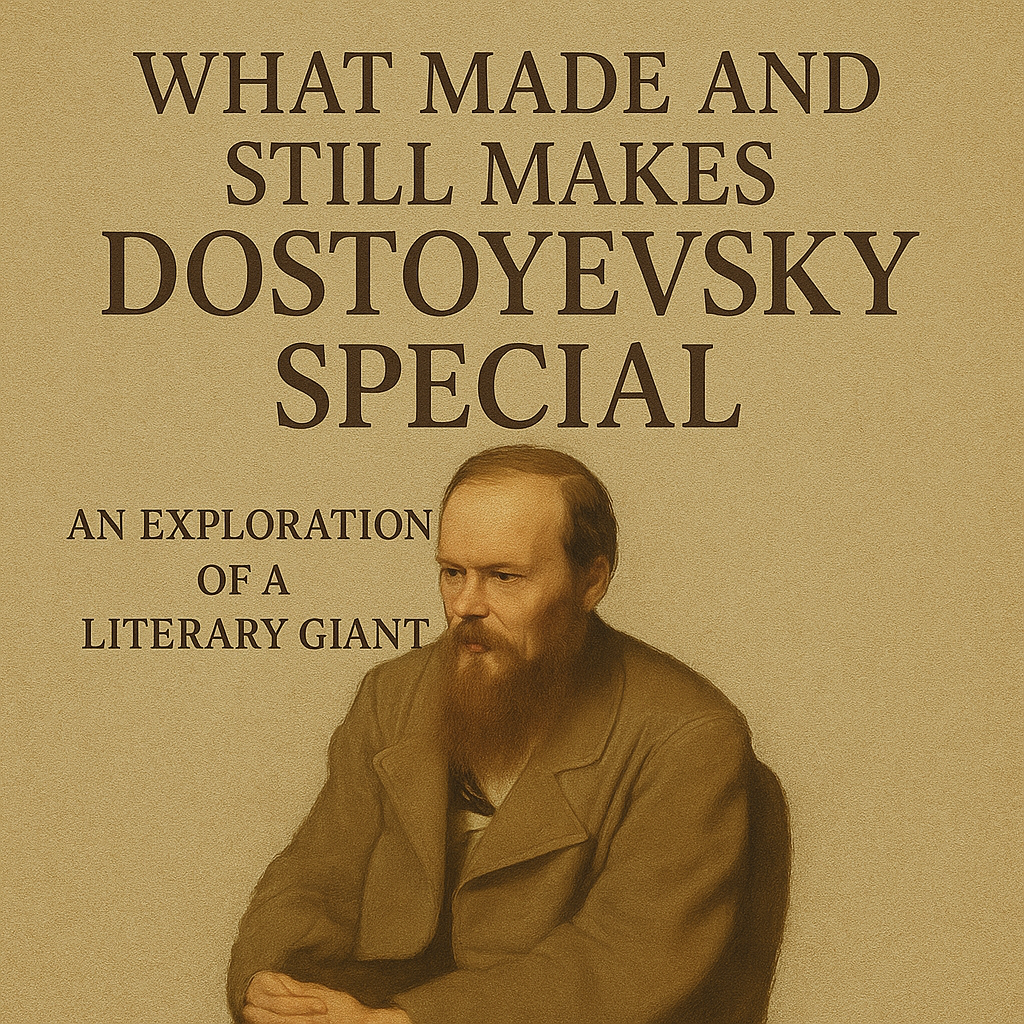 WHAT MADE AND
STILL MAKES
DOSTOYEVSKY
SPECIAL
AN EXPLORATION
OF A
LITERARY GIANT